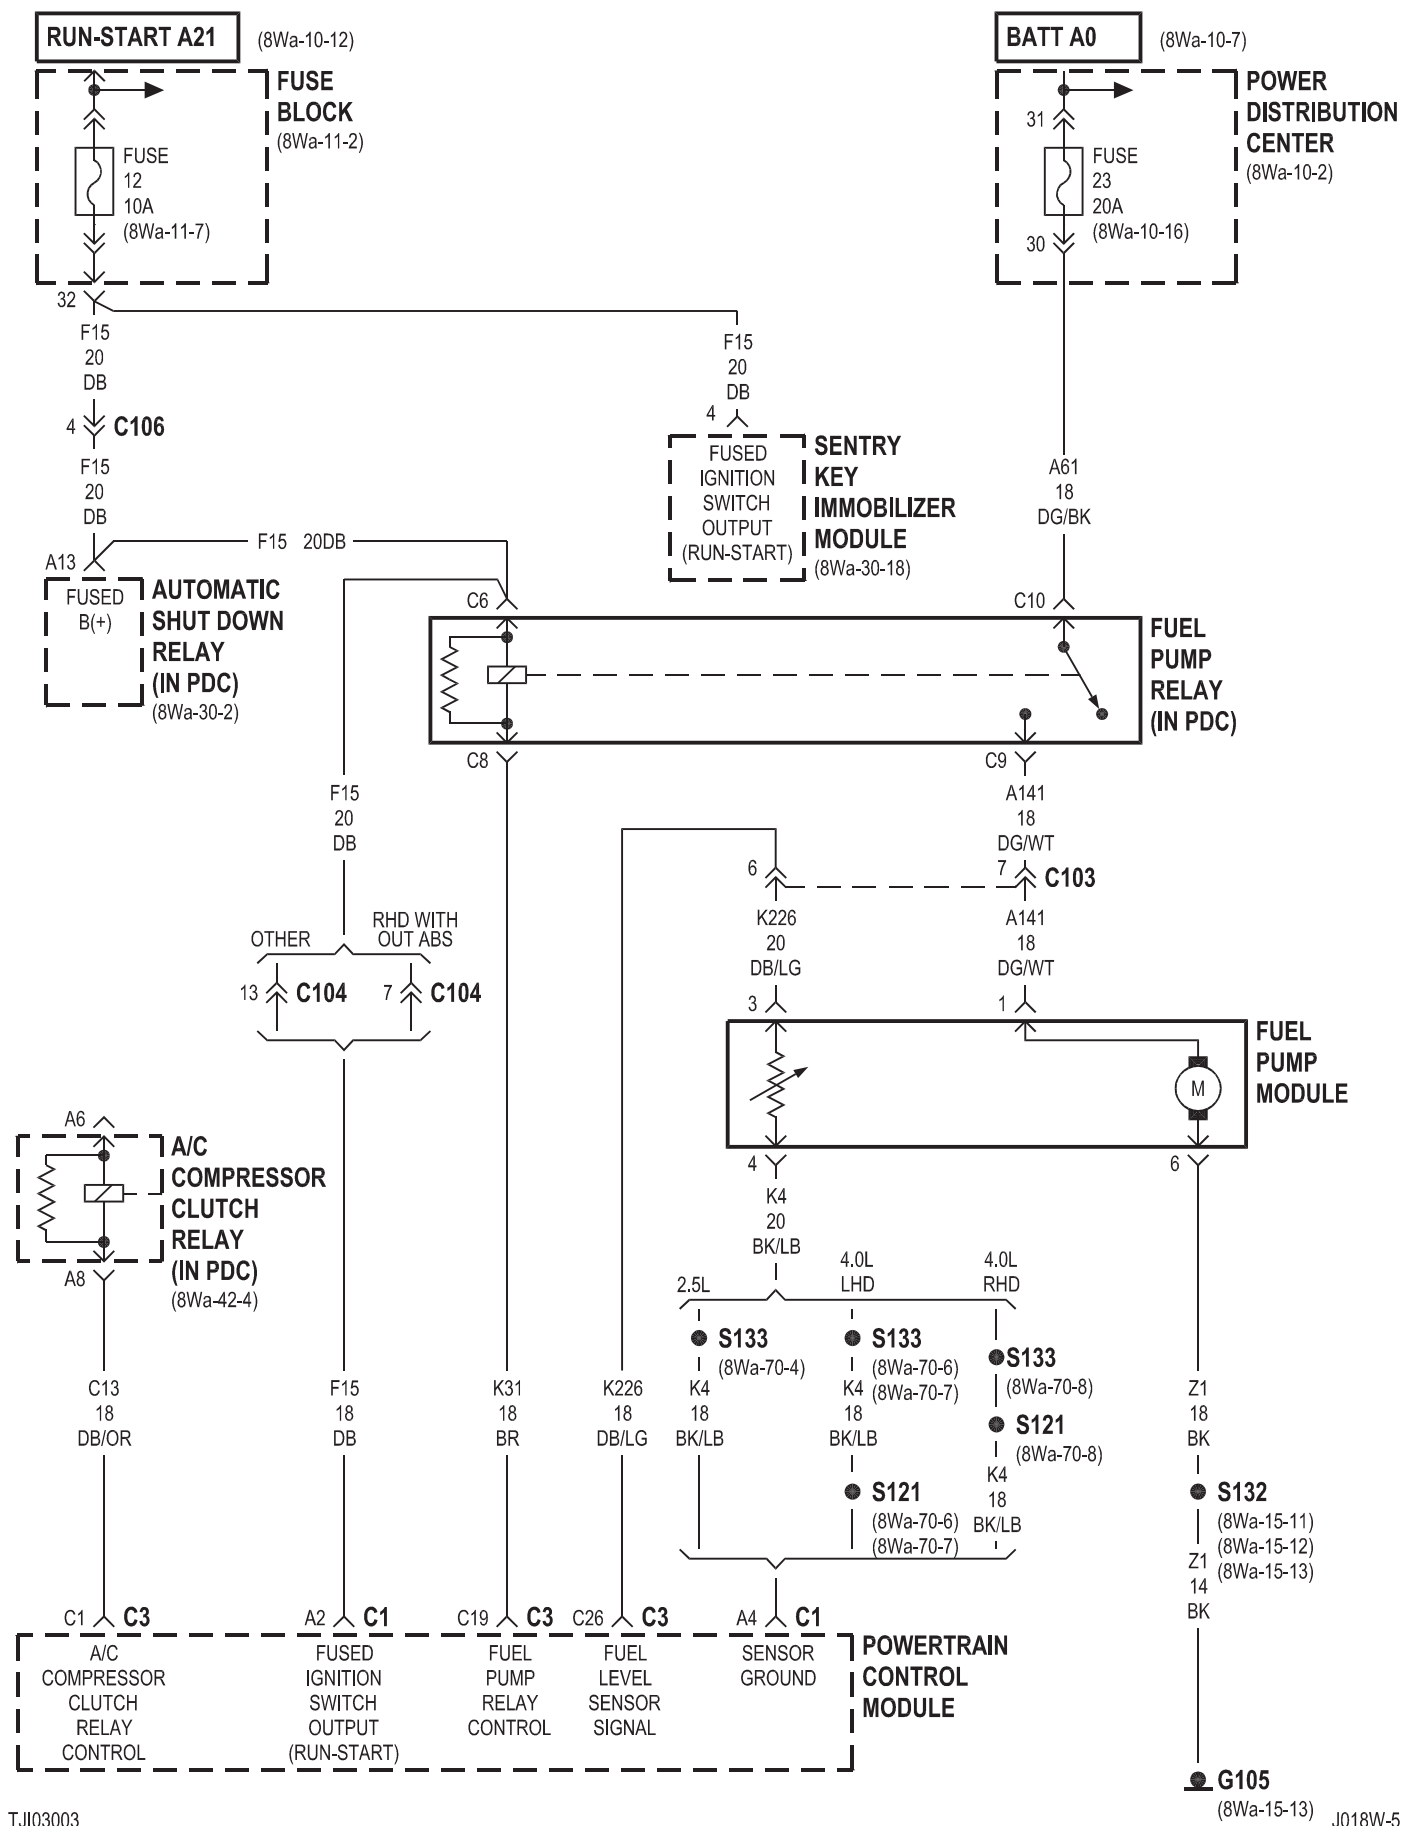 RUN-START A21
(8Wa-10-12)
BATT A0
(8Wa-10-7)
FUSE
BLOCK
(8Wa-11-2)
FUSE
12
10A
(8Wa-11-7)
POWER
DISTRIBUTION
CENTER
(8Wa-10-2)
31
FUSE
23
20A
(8Wa-10-16)
30
32
F15
20
DB
4
C106
F15
20
DB
F15
20
DB
4
FUSED
IGNITION
SWITCH
OUTPUT
(RUN-START)
SENTRY
KEY
IMMOBILIZER
MODULE
(8Wa-30-18)
A61
18
DG/BK
F15 20DB
A13
FUSED
B(+)
AUTOMATIC
SHUT DOWN
RELAY
(IN PDC)
(8Wa-30-2)
C6
C10
FUEL
PUMP
RELAY
(IN PDC)
C8
C9
F15
20
DB
A141
18
DG/WT
6
7
C103
K226
20
DB/LG
A141
18
DG/WT
OTHER
RHD WITH
OUT ABS
13
C104
7
C104
3
1
FUEL
PUMP
MODULE
M
4
6
A6
A/C
COMPRESSOR
CLUTCH
RELAY
(IN PDC)
(8Wa-42-4)
A8
K4
20
BK/LB
2.5L
4.0L
LHD
4.0L
RHD
S133
(8Wa-70-4)
S133
(8Wa-70-6)
(8Wa-70-7)
S133
(8Wa-70-8)
S121
(8Wa-70-8)
C13
18
DB/OR
F15
18
DB
K31
18
BR
K226
18
DB/LG
K4
18
BK/LB
K4
18
BK/LB
S121
(8Wa-70-6)
(8Wa-70-7)
K4
18
BK/LB
Z1
18
BK
S132
(8Wa-15-11)
(8Wa-15-12)
(8Wa-15-13)
Z1
14
BK
C1
C3
A2
C1
C19
C3
C26
C3
A4
C1
A/C
COMPRESSOR
CLUTCH
RELAY
CONTROL
FUSED
IGNITION
SWITCH
OUTPUT
(RUN-START)
FUEL
PUMP
RELAY
CONTROL
FUEL
LEVEL
SENSOR
SIGNAL
SENSOR
GROUND
POWERTRAIN
CONTROL
MODULE
G105
(8Wa-15-13)
TJI03003
J018W-5